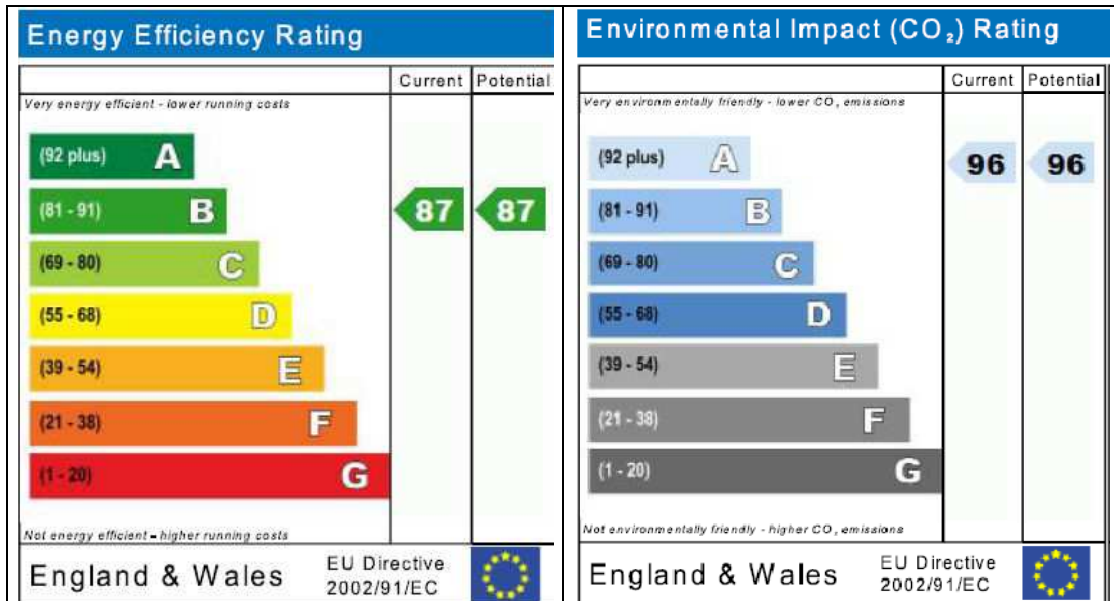 Energy Efficiency Rating
Current Potential
Very energy efficient - lower running costs
(92 plus) A
(81 - 91) B
87 87
(69 - 80) C
(55 - 68) D
(39 - 54) E
(21 - 38) F
(1 - 20) G
Not energy efficient - higher running costs
England & Wales
EU Directive
2002/91/EC
Environmental Impact (CO₂) Rating
Current Potential
Very environmentally friendly - lower CO₂ emissions
(92 plus) A
96 96
(81 - 91) B
(69 - 80) C
(55 - 68) D
(39 - 54) E
(21 - 38) F
(1 - 20) G
Not environmentally friendly - higher CO₂ emissions
England & Wales
EU Directive
2002/91/EC